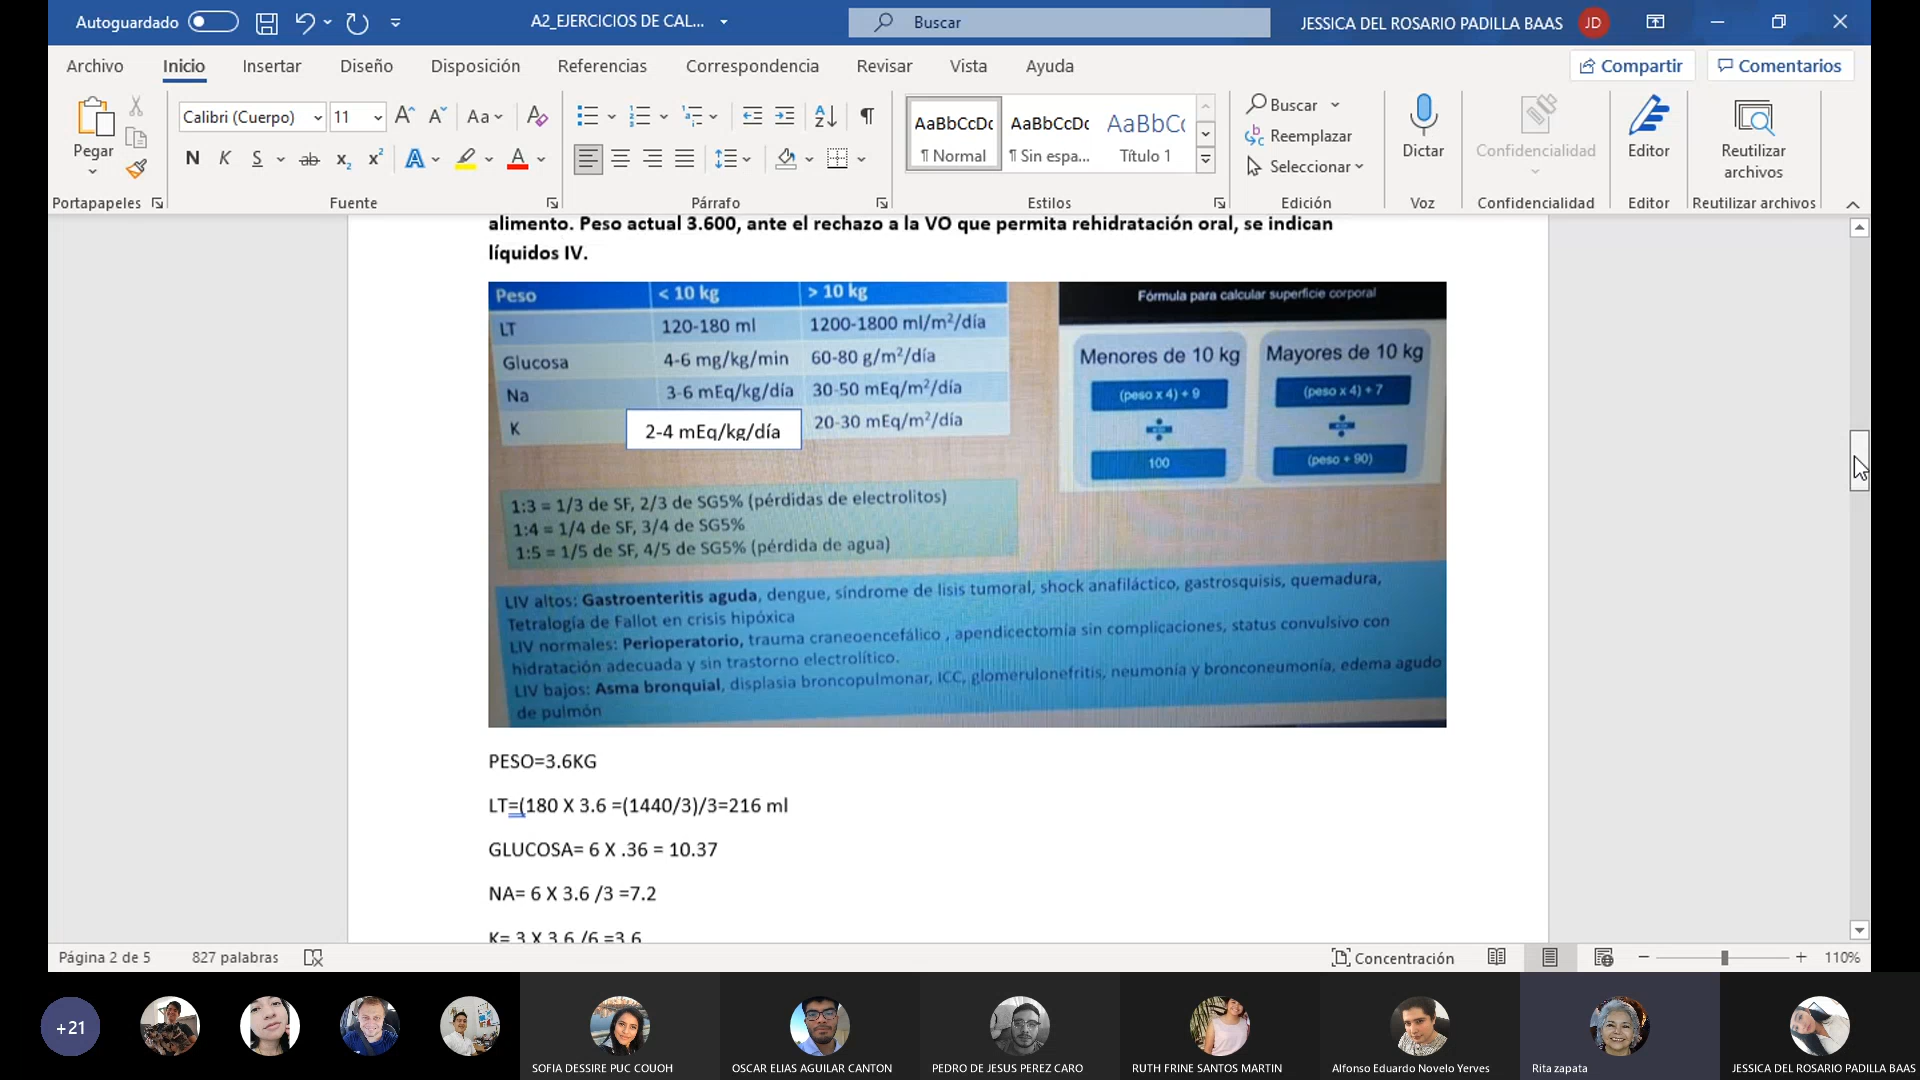 Autoguardado
A2_EJERCICIOS DE CAL...
Buscar
JESSICA DEL ROSARIO PADILLA BAAS
JD
Archivo Inicio Insertar Diseño Disposición Referencias Correspondencia Revisar Vista Ayuda
Compartir
Comentarios
Pegar
Calibri (Cuerpo) 11
N K S ab x₂ x² A A
Aa
AaBbCcDc AaBbCcDc AaBbCc
¶ Normal ¶ Sin espa... Título 1
Buscar
Reemplazar
Seleccionar
Dictar
Confidencialidad
Editor
Reutilizar archivos
Portapapeles Fuente Párrafo Estilos Edición Voz Confidencialidad Editor Reutilizar archivos
alimento. Peso actual 3.600, ante el rechazo a la VO que permita rehidratación oral, se indican
líquidos IV.
Peso < 10 kg > 10 kg
LT 120-180 ml 1200-1800 ml/m²/día
Glucosa 4-6 mg/kg/min 60-80 g/m²/día
Na 3-6 mEq/kg/día 30-50 mEq/m²/día
K 2-4 mEq/kg/día 20-30 mEq/m²/día
Fórmula para calcular superficie corporal
Menores de 10 kg Mayores de 10 kg
(peso x 4) + 9 (peso x 4) + 7
÷ ÷
100 (peso + 90)
1:3 = 1/3 de SF, 2/3 de SG5% (pérdidas de electrolitos)
1:4 = 1/4 de SF, 3/4 de SG5%
1:5 = 1/5 de SF, 4/5 de SG5% (pérdida de agua)
LIV altos: Gastroenteritis aguda, dengue, síndrome de lisis tumoral, shock anafiláctico, gastrosquisis, quemadura,
Tetralogía de Fallot en crisis hipóxica
LIV normales: Perioperatorio, trauma craneoencefálico , apendicectomía sin complicaciones, status convulsivo con
hidratación adecuada y sin trastorno electrolítico.
LIV bajos: Asma bronquial, displasia broncopulmonar, ICC, glomerulonefritis, neumonía y bronconeumonía, edema agudo
de pulmón
PESO=3.6KG
LT=(180 X 3.6 =(1440/3)/3=216 ml
GLUCOSA= 6 X .36 = 10.37
NA= 6 X 3.6 /3 =7.2
K= 3 X 3.6 /6 =3.6
Página 2 de 5 827 palabras
Concentración
110%
+21
SOFIA DESSIRE PUC COUOH
OSCAR ELIAS AGUILAR CANTON
PEDRO DE JESUS PEREZ CARO
RUTH FRINE SANTOS MARTIN
Alfonso Eduardo Novelo Yerves
Rita zapata
JESSICA DEL ROSARIO PADILLA BAAS